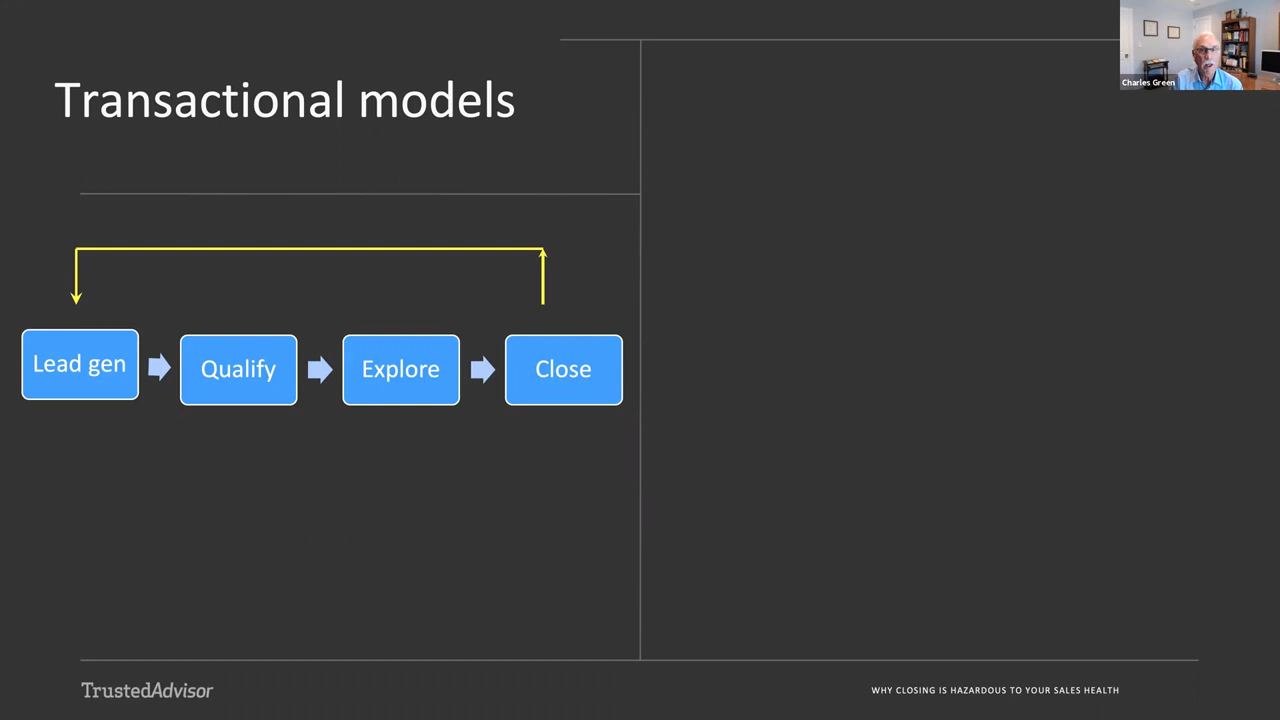 Transactional models
Charles Green
Lead gen
Qualify
Explore
Close
TrustedAdvisor
WHY CLOSING IS HAZARDOUS TO YOUR SALES HEALTH